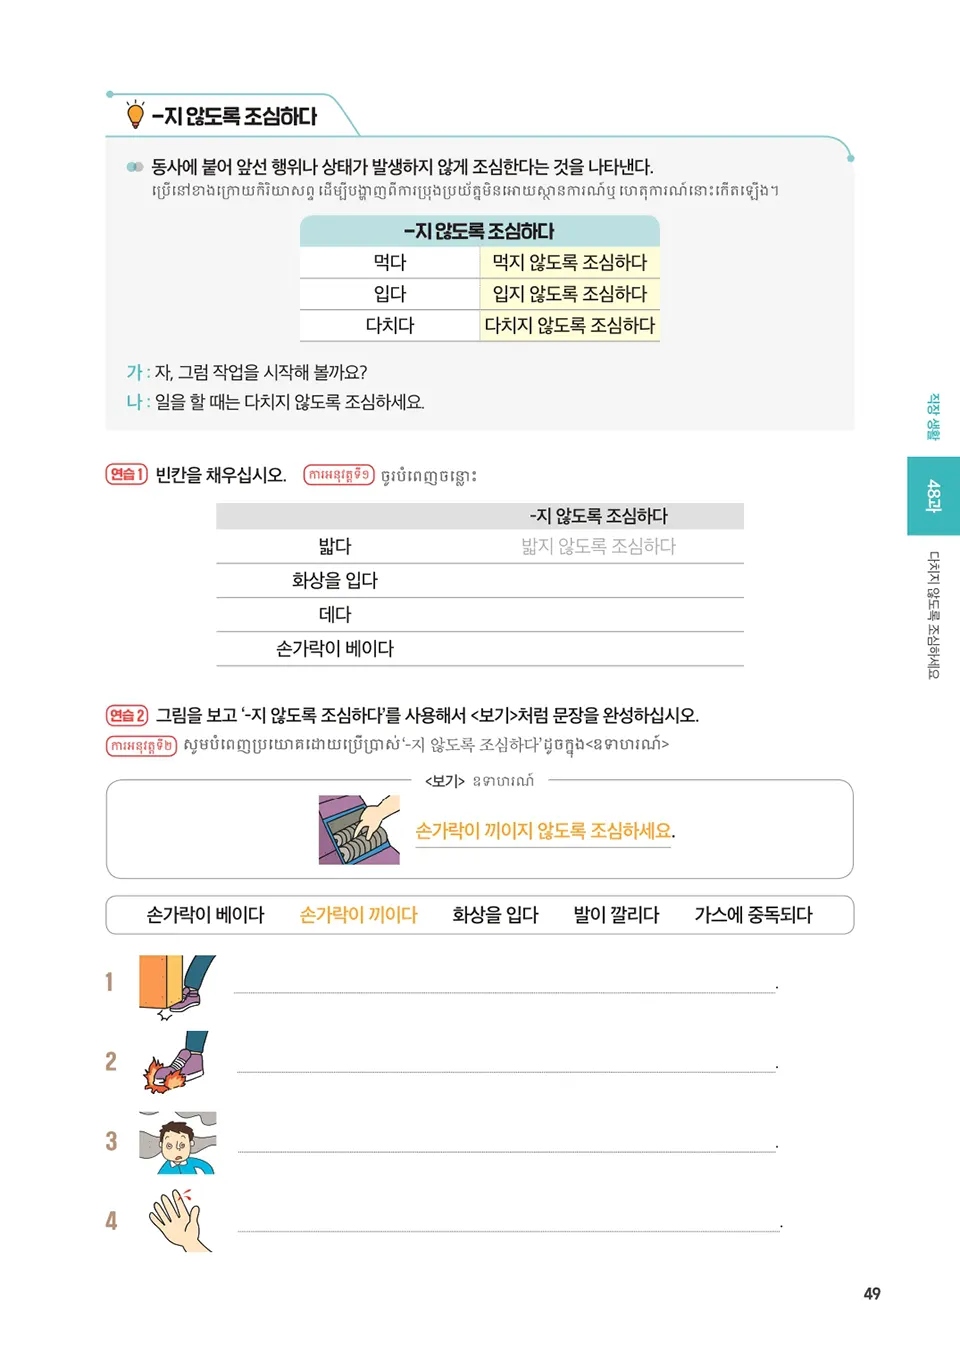 -지 않도록 조심하다
동사에 붙어 앞선 행위나 상태가 발생하지 않게 조심한다는 것을 나타낸다.
ប្រើនៅខាងក្រោយកិរិយាសព្ទ ដើម្បីបង្ហាញពីការប្រុងប្រយ័ត្នមិនអោយស្ថានការណ៍ឬ ហេតុការណ៍នោះកើតឡើង។
-지 않도록 조심하다
먹다 먹지 않도록 조심하다
입다 입지 않도록 조심하다
다치다 다치지 않도록 조심하다
가 : 자, 그럼 작업을 시작해 볼까요?
나 : 일을 할 때는 다치지 않도록 조심하세요.
연습 1 빈칸을 채우십시오. ការអនុវត្តទី១ ចូរបំពេញចន្លោះ
-지 않도록 조심하다
밟다 밟지 않도록 조심하다
화상을 입다
데다
손가락이 베이다
연습 2 그림을 보고 ‘-지 않도록 조심하다’를 사용해서 <보기>처럼 문장을 완성하십시오.
ការអនុវត្តទី២ សូមបំពេញប្រយោគដោយប្រើប្រាស់‘-지 않도록 조심하다’ដូចក្នុង<ឧទាហរណ៍>
<보기> ឧទាហរណ៍
손가락이 끼이지 않도록 조심하세요.
손가락이 베이다 손가락이 끼이다 화상을 입다 발이 깔리다 가스에 중독되다
1 .
2 .
3 .
4 .
직장 생활
48과
다치지 않도록 조심하세요
49